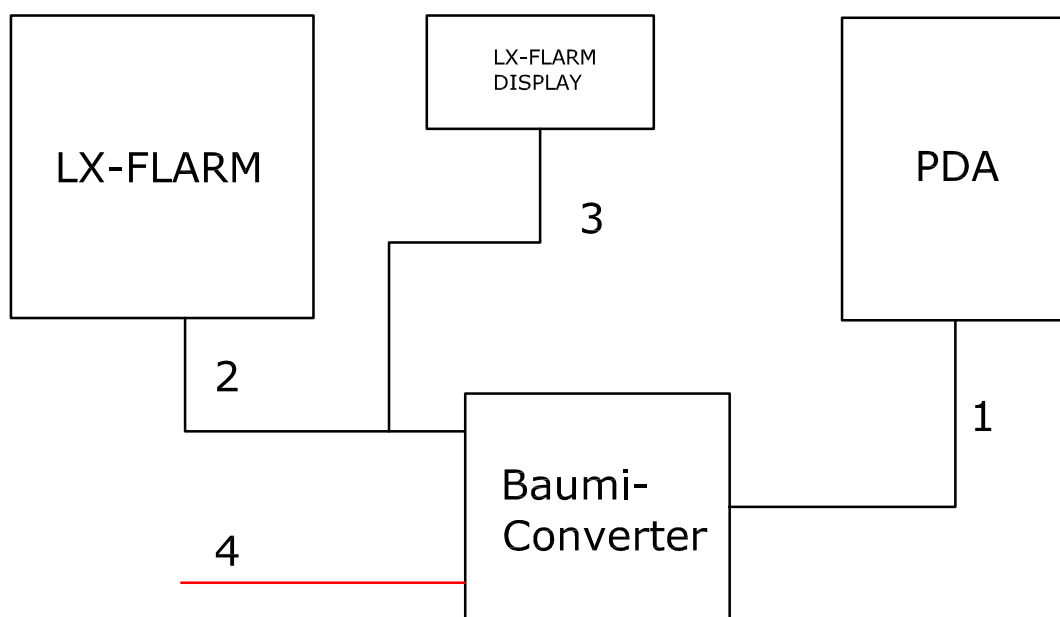 LX-FLARM
LX-FLARM
DISPLAY
PDA
3
2
1
Baumi-
Converter
4